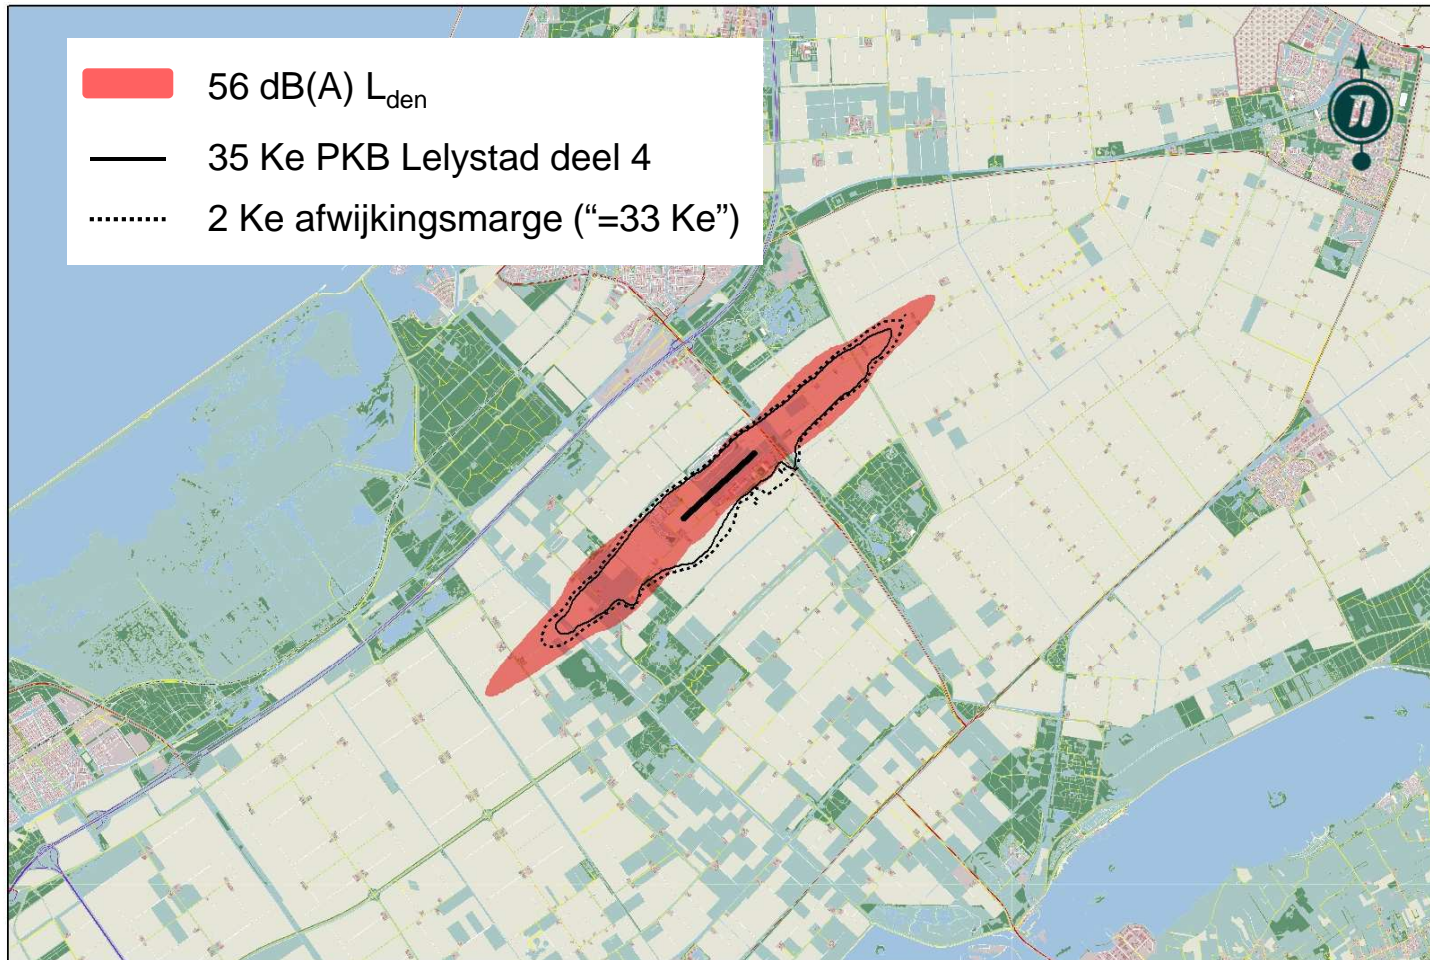 56 dB(A) Lden
35 Ke PKB Lelystad deel 4
2 Ke afwijkingsmarge (“=33 Ke”)